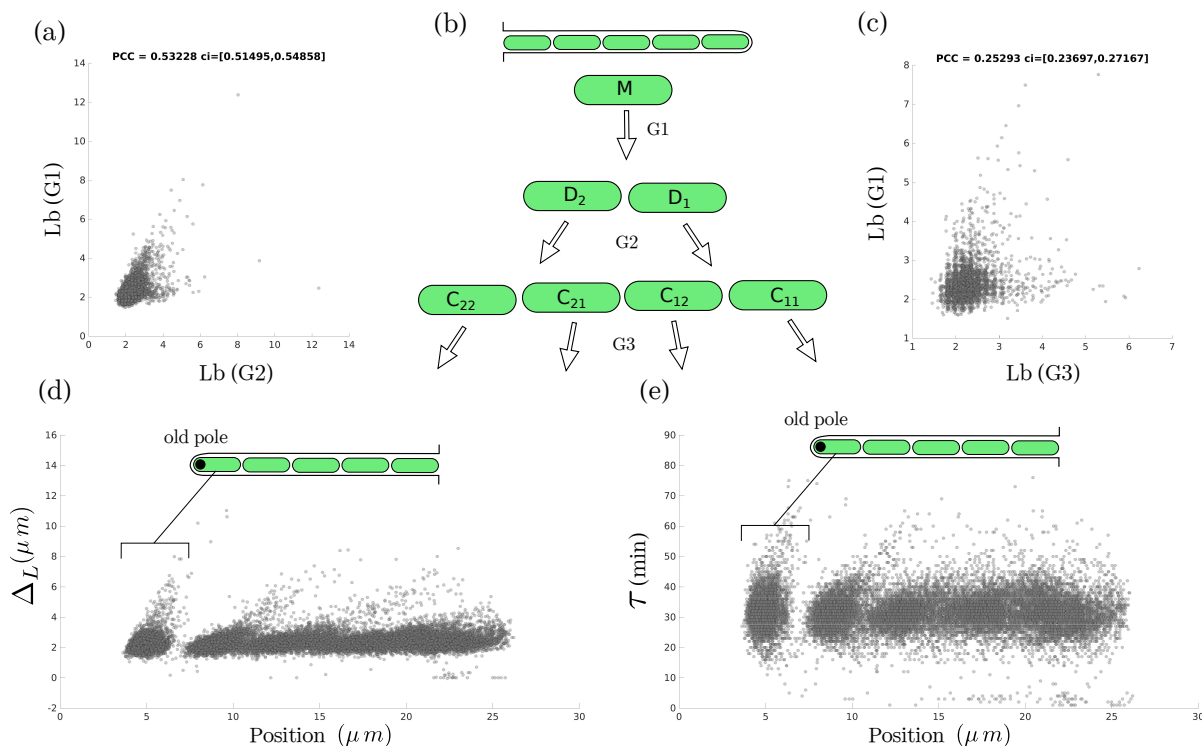 (a)
PCC = 0.53228 ci=[0.51495,0.54858]
14
12
10
8
6
4
2
0
0 2 4 6 8 10 12 14
Lb (G1)
Lb (G2)
(b)
M
G1
D2 D1
G2
C22 C21 C12 C11
G3
(c)
PCC = 0.25293 ci=[0.23697,0.27167]
8
7
6
5
4
3
2
1
1 2 3 4 5 6 7
Lb (G1)
Lb (G3)
(d)
old pole
16
14
12
10
8
6
4
2
0
-2
0 5 10 15 20 25 30
Δ_L (μ m)
Position (μ m)
(e)
old pole
90
80
70
60
50
40
30
20
10
0
0 5 10 15 20 25 30
τ (min)
Position (μ m)